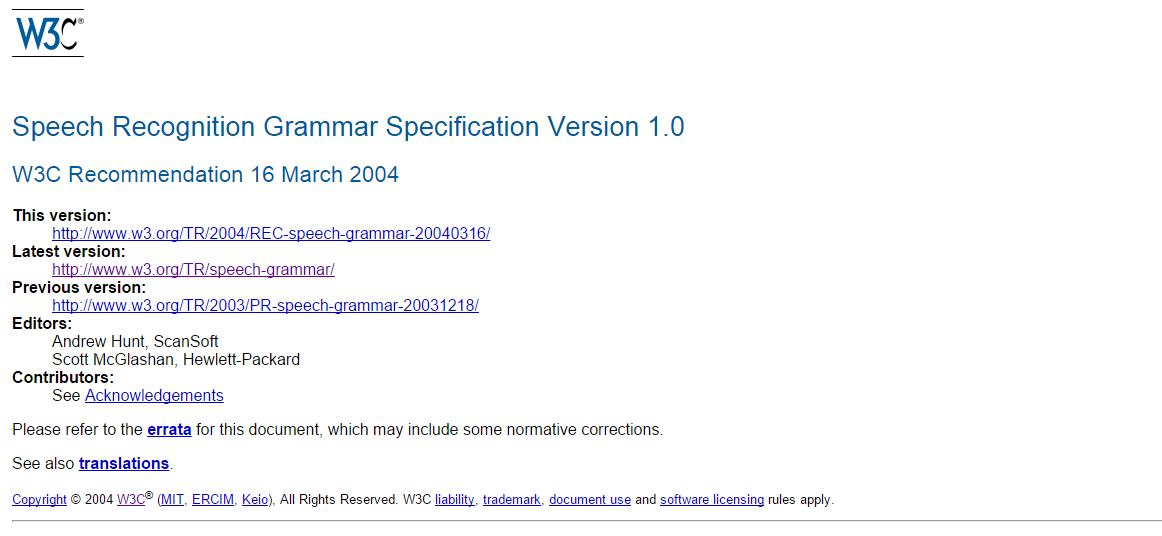 W3C®
Speech Recognition Grammar Specification Version 1.0
W3C Recommendation 16 March 2004
This version:
http://www.w3.org/TR/2004/REC-speech-grammar-20040316/
Latest version:
http://www.w3.org/TR/speech-grammar/
Previous version:
http://www.w3.org/TR/2003/PR-speech-grammar-20031218/
Editors:
Andrew Hunt, ScanSoft
Scott McGlashan, Hewlett-Packard
Contributors:
See Acknowledgements
Please refer to the errata for this document, which may include some normative corrections.
See also translations.
Copyright © 2004 W3C® (MIT, ERCIM, Keio), All Rights Reserved. W3C liability, trademark, document use and software licensing rules apply.